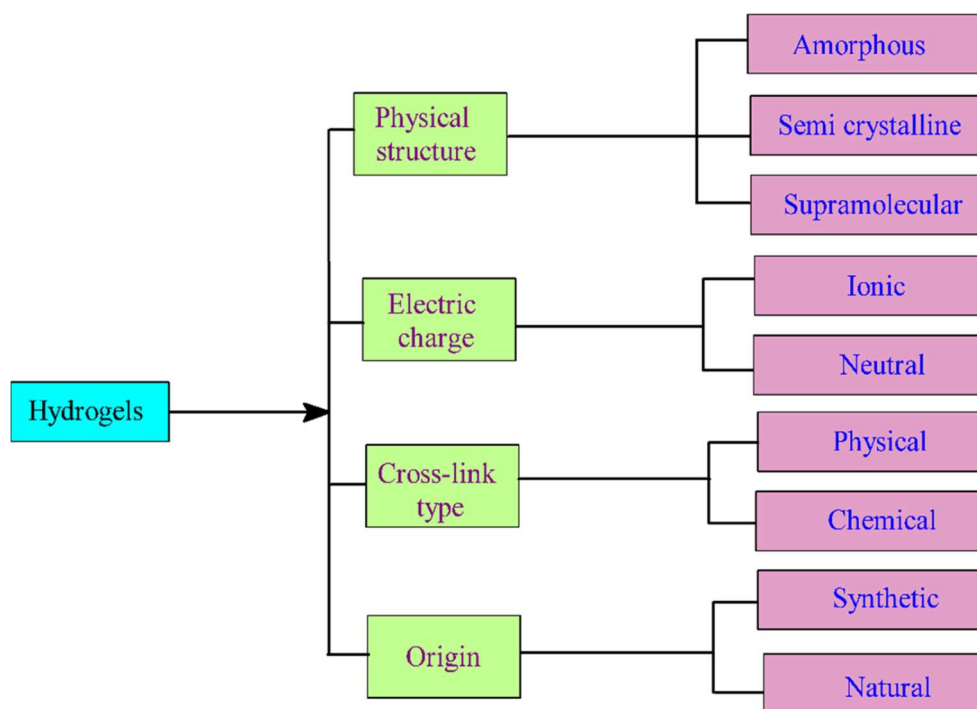 Hydrogels
Physical
structure
Amorphous
Semi crystalline
Supramolecular
Electric
charge
Ionic
Neutral
Cross-link
type
Physical
Chemical
Origin
Synthetic
Natural